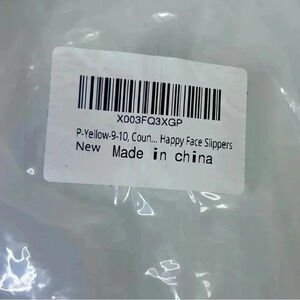 X003FQ3XGP
P-Yellow-9-10, Coun... Happy Face Slippers
New Made in china